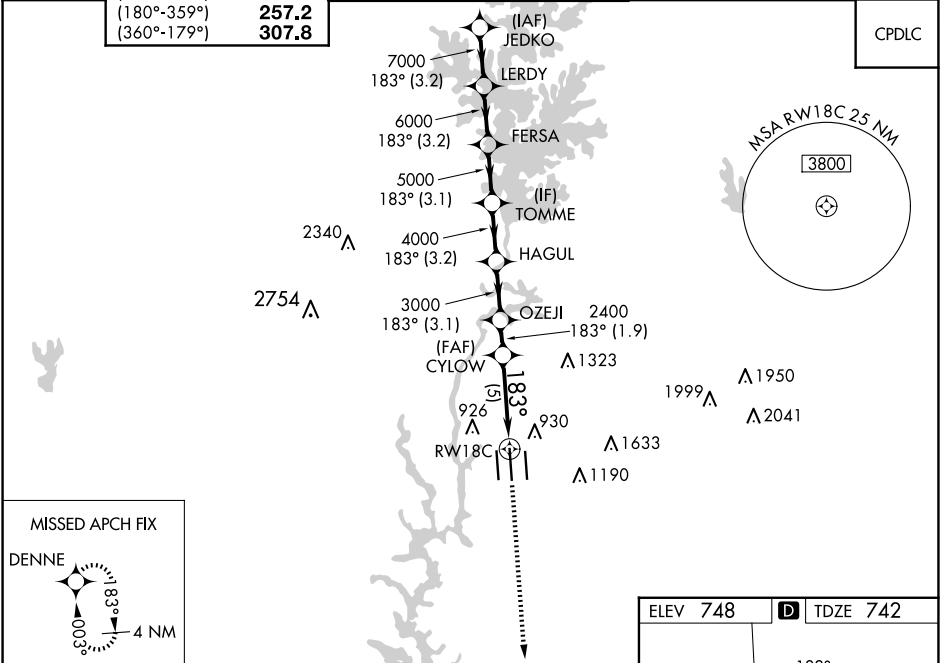 (180°-359°) 257.2
(360°-179°) 307.8
CPDLC
(IAF)
JEDKO
7000
183° (3.2)
LERDY
6000
183° (3.2)
FERSA
5000
183° (3.1)
(IF)
TOMME
4000
183° (3.2)
HAGUL
3000
183° (3.1)
OZEJI
2400
183° (1.9)
(FAF)
CYLOW
183°
(5)
RW18C
2340
2754
1323
926
930
1633
1190
1999
1950
2041
MSA RW18C 25 NM
3800
MISSED APCH FIX
DENNE
183°
003°
4 NM
ELEV 748 D TDZE 742